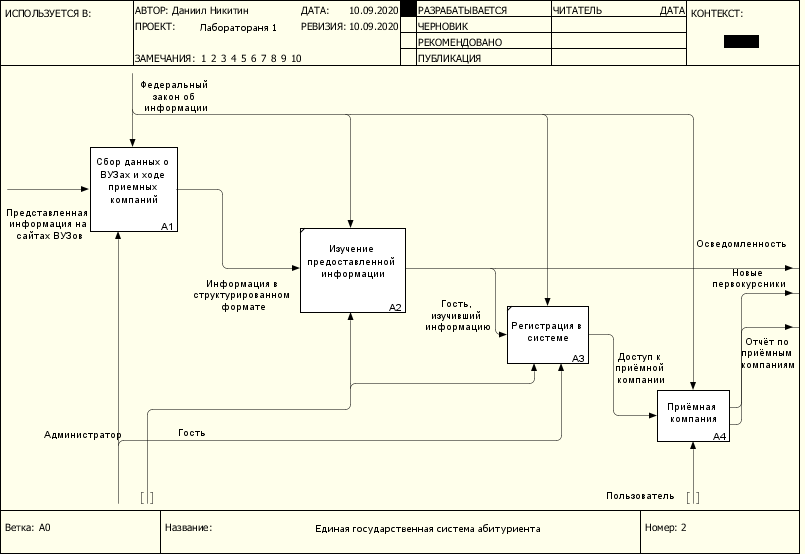 ИСПОЛЬЗУЕТСЯ В:
АВТОР: Даниил Никитин
ДАТА: 10.09.2020
ПРОЕКТ: Лаботораня 1
РЕВИЗИЯ: 10.09.2020
ЗАМЕЧАНИЯ: 1 2 3 4 5 6 7 8 9 10
РАЗРАБАТЫВАЕТСЯ
ЧЕРНОВИК
РЕКОМЕНДОВАНО
ПУБЛИКАЦИЯ
ЧИТАТЕЛЬ
ДАТА
КОНТЕКСТ:
Федеральный
закон об
информации
Сбор данных о
ВУЗах и ходе
приемных
компаний
A1
Представленная
информация на
сайтах ВУЗов
Изучение
предоставленной
информации
A2
Информация в
структурированном
формате
Осведомленность
Новые
первокурсники
Гость,
изучивший
информацию
Регистрация в
системе
A3
Отчёт по
приёмным
компаниям
Доступ к
приёмной
компании
Приёмная
компания
A4
Администратор
Гость
[ ]
Пользователь
[ ]
Ветка: A0
Название:
Единая государственная система абитуриента
Номер: 2